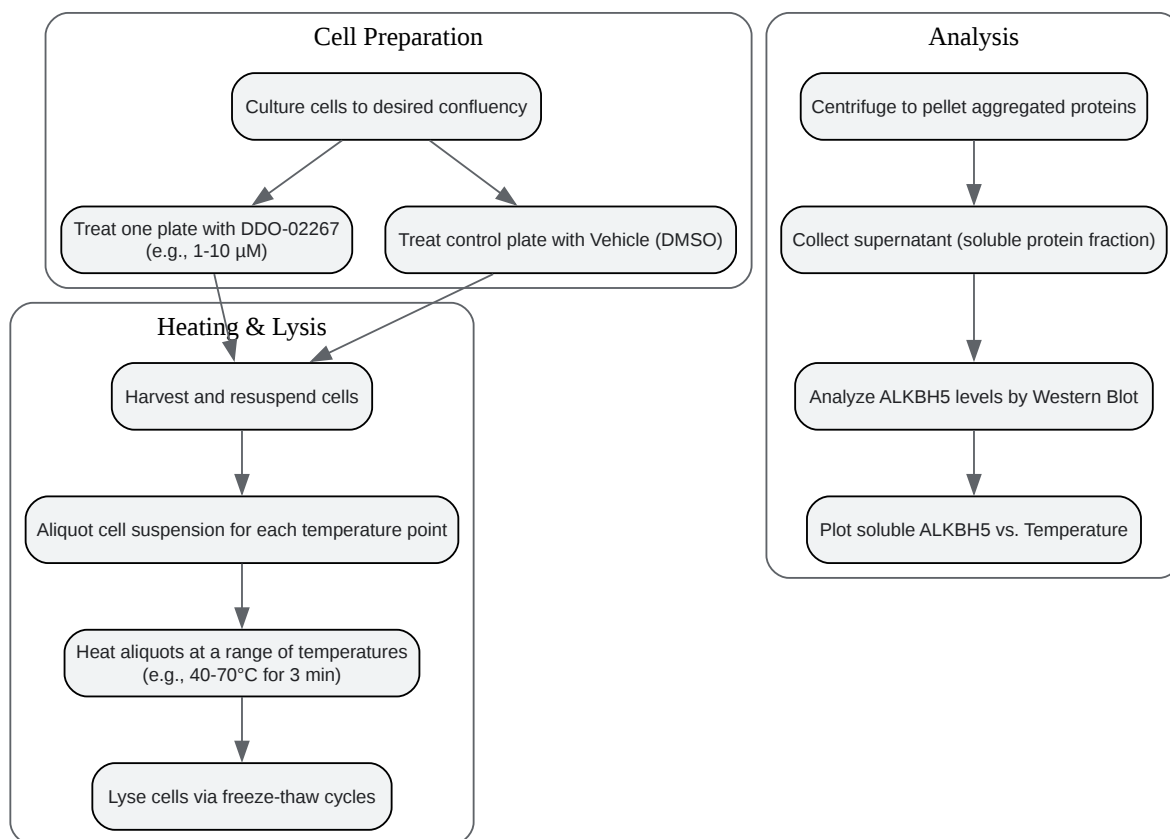 Cell Preparation
Culture cells to desired confluency
Treat one plate with DDO-02267
(e.g., 1-10 µM)
Treat control plate with Vehicle (DMSO)
Heating & Lysis
Harvest and resuspend cells
Aliquot cell suspension for each temperature point
Heat aliquots at a range of temperatures
(e.g., 40-70°C for 3 min)
Lyse cells via freeze-thaw cycles
Analysis
Centrifuge to pellet aggregated proteins
Collect supernatant (soluble protein fraction)
Analyze ALKBH5 levels by Western Blot
Plot soluble ALKBH5 vs. Temperature